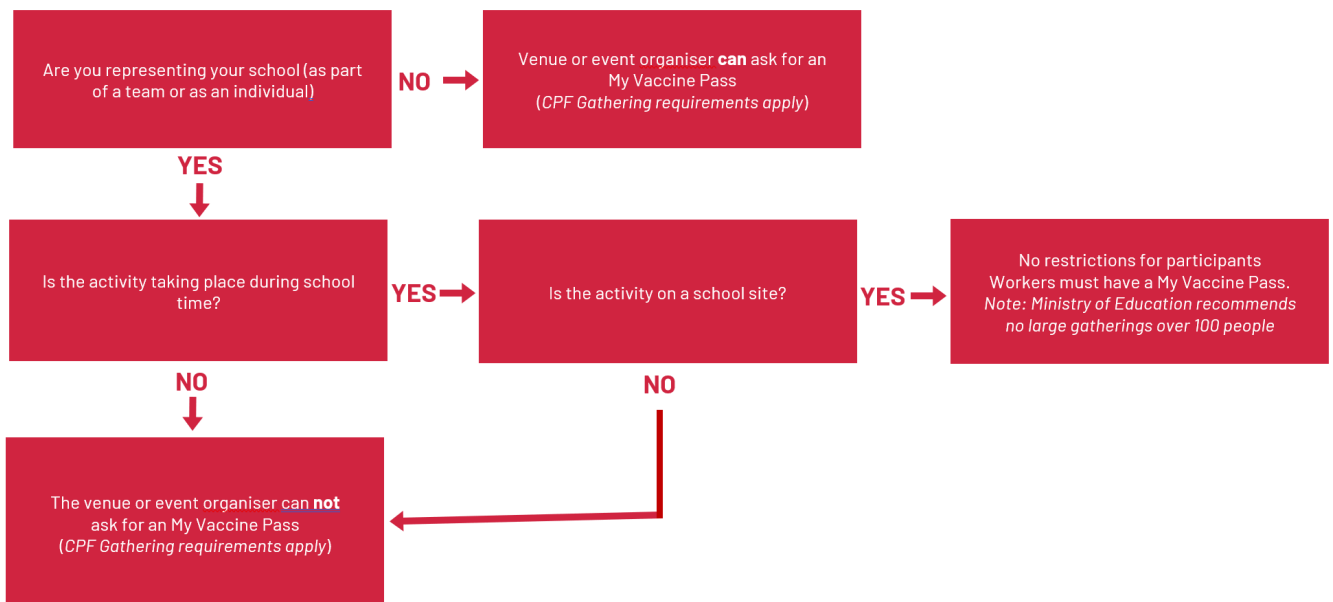 Are you representing your school (as part
of a team or as an individual)
NO
Venue or event organiser can ask for an
My Vaccine Pass
(CPF Gathering requirements apply)
YES
Is the activity taking place during school
time?
YES
Is the activity on a school site?
YES
No restrictions for participants
Workers must have a My Vaccine Pass.
Note: Ministry of Education recommends
no large gatherings over 100 people
NO
NO
The venue or event organiser can not
ask for an My Vaccine Pass
(CPF Gathering requirements apply)